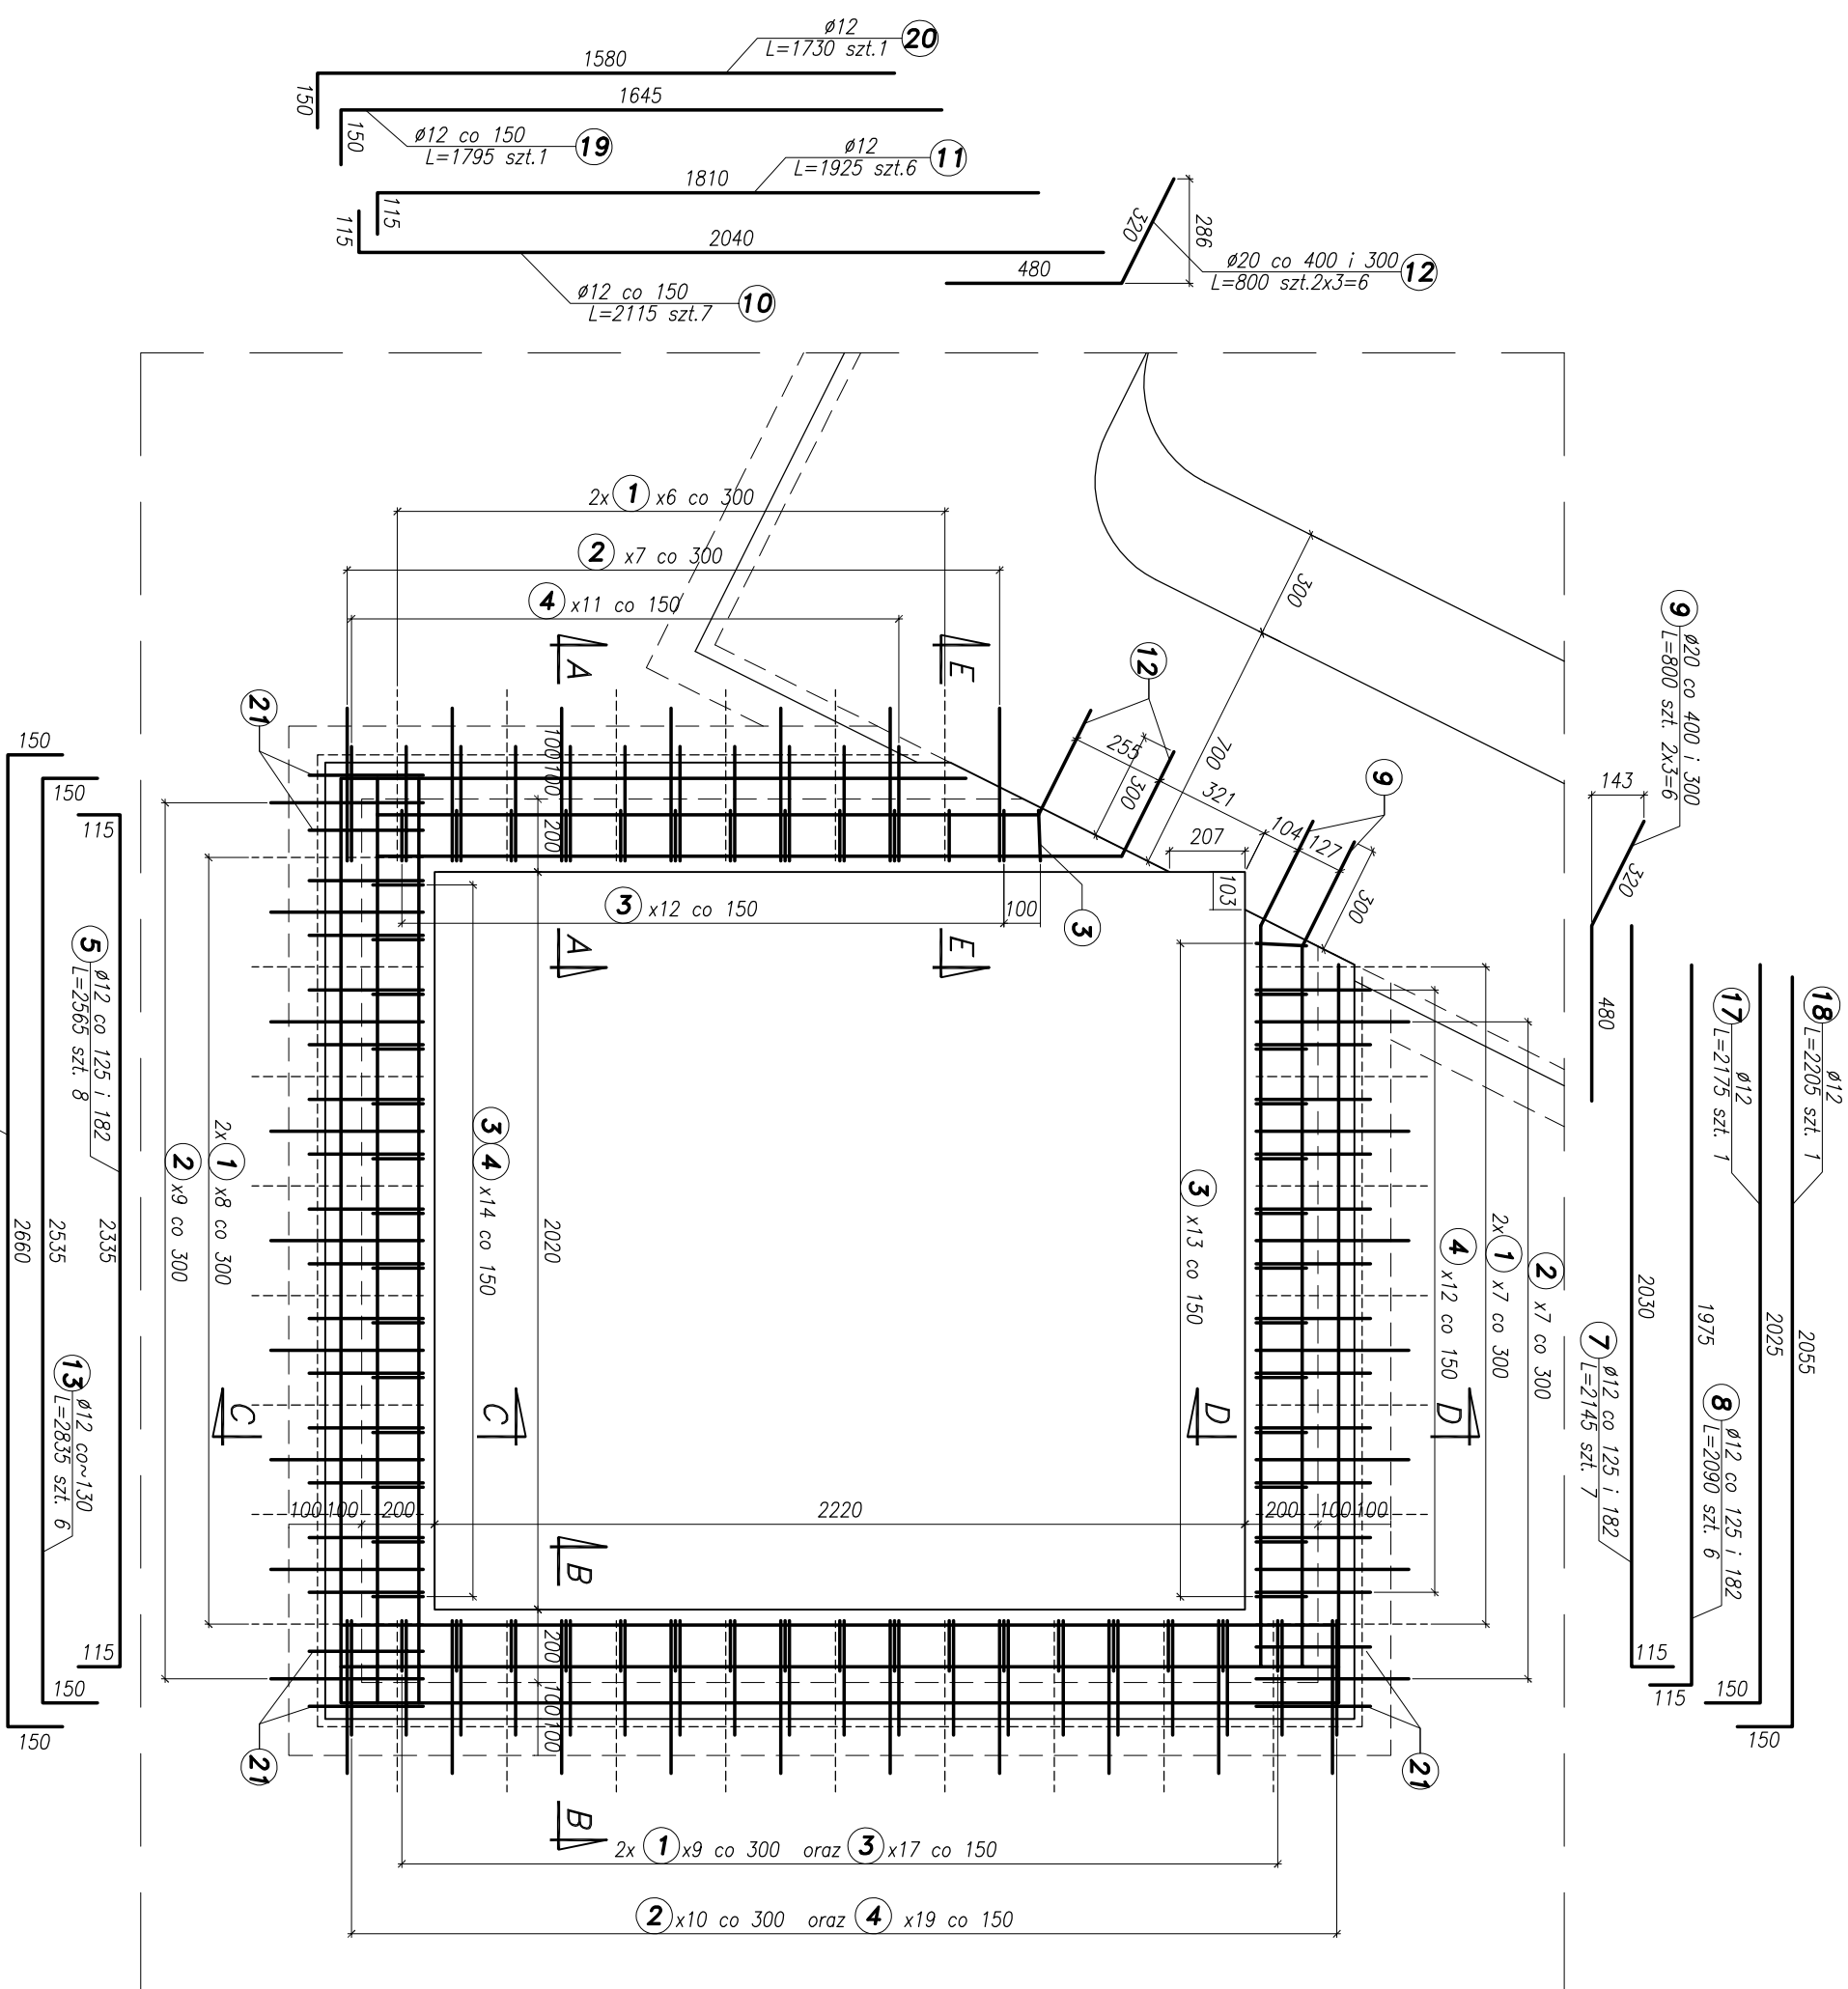 ø12
L=1730 szt.1
20
1580
150
1645
150
ø12 co 150
L=1795 szt.1
19
ø12
L=1925 szt.6
11
1810
115
115
2040
ø12 co 150
L=2115 szt.7
10
286
320
480
ø20 co 400 i 300
L=800 szt.2x3=6
12
2x 1 x6 co 300
2 x7 co 300
4 x11 co 150
A
E
12
300
700
9
ø20 co 400 i 300
L=800 szt. 2x3=6
143
320
480
21
100
100
200
255
300
321
104
127
300
9
207
103
3 x12 co 150
100
3
A
E
18
ø12
L=2205 szt. 1
17
ø12
L=2175 szt. 1
2055
2025
1975
2030
8
ø12 co 125 i 182
L=2090 szt. 6
7
ø12 co 125 i 182
L=2145 szt. 7
115
115
150
150
150
150
115
5
ø12 co 125 i 182
L=2565 szt. 8
2335
2535
2660
13
ø12 co~130
L=2835 szt. 6
115
150
150
2 x9 co 300
2x 1 x8 co 300
3 4 x14 co 150
2020
3 x13 co 150
4 x12 co 150
2x 1 x7 co 300
2 x7 co 300
C
C
D
D
100
100
200
2220
200
100
100
B
200
100
100
21
21
B
2x 1 x9 co 300 oraz 3 x17 co 150
2 x10 co 300 oraz 4 x19 co 150